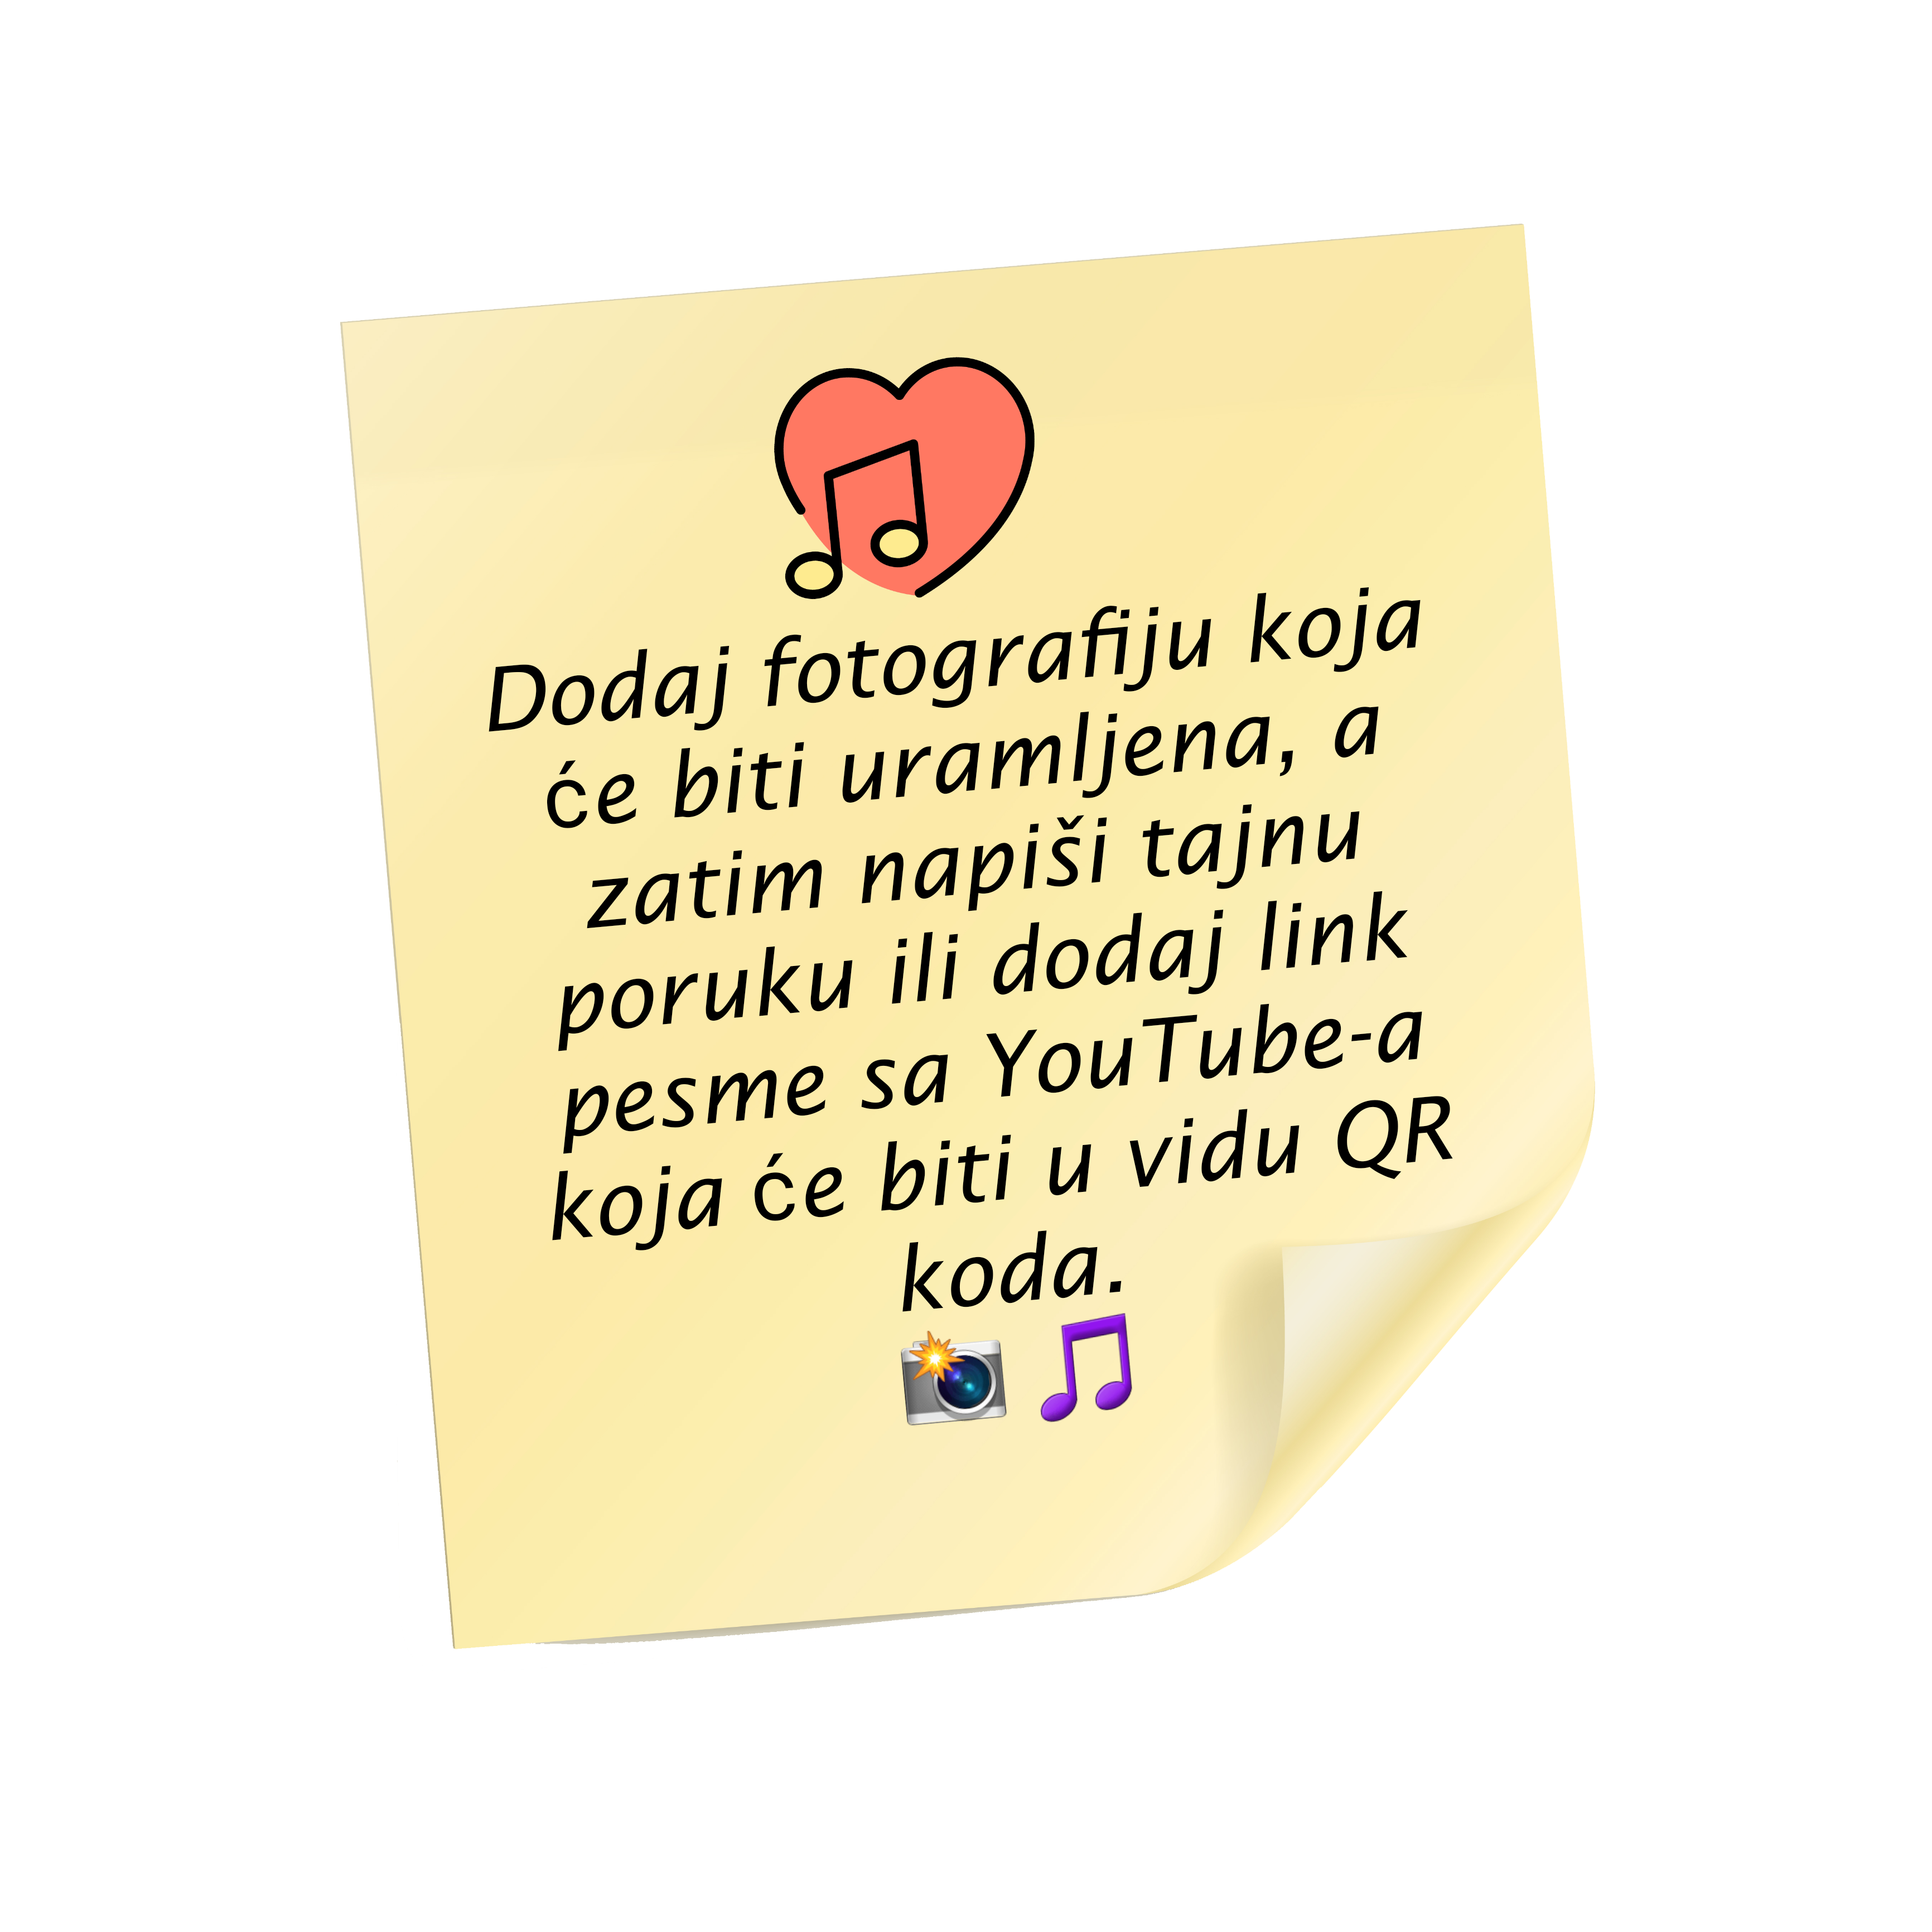 Dodaj fotografiju koja
će biti uramljena, a
zatim napiši tajnu
poruku ili dodaj link
pesme sa YouTube-a
koja će biti u vidu QR
koda.